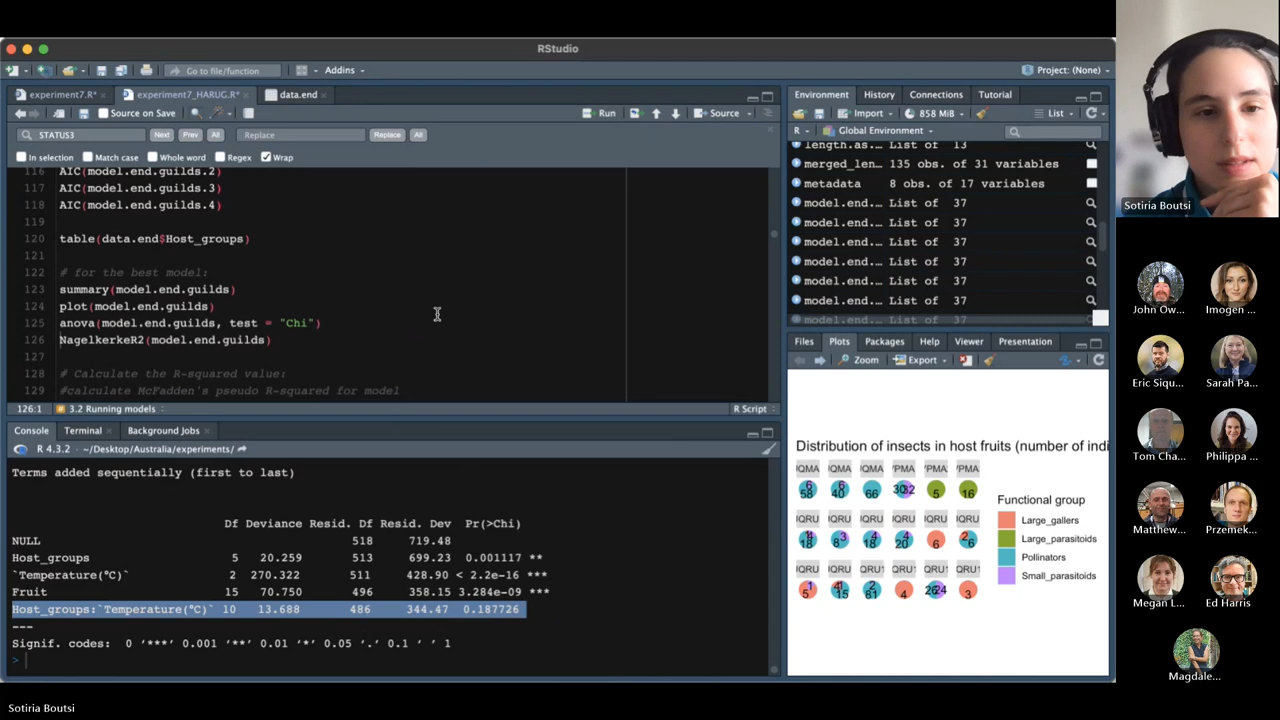 RStudio
Go to file/function
Addins
Project: (None)
experiment7.R*
experiment7_HARUG.R*
data.end
Source on Save
Run
Source
STATUS3
Next
Prev
All
Replace
Replace
All
In selection
Match case
Whole word
Regex
Wrap
116 AIC(model.end.guilds.2)
117 AIC(model.end.guilds.3)
118 AIC(model.end.guilds.4)
119
120 table(data.end$Host_groups)
121
122 # for the best model:
123 summary(model.end.guilds)
124 plot(model.end.guilds)
125 anova(model.end.guilds, test = "Chi")
126 NagelkerkeR2(model.end.guilds)
127
128 # Calculate the R-squared value:
129 #calculate McFadden's pseudo R-squared for model
126:1
3.2 Running models
R Script
Console
Terminal
Background Jobs
R 4.3.2 · ~/Desktop/Australia/experiments/
Terms added sequentially (first to last)
Df Deviance Resid. Df Resid. Dev Pr(>Chi)
NULL 518 719.48
Host_groups 5 20.259 513 699.23 0.001117 **
`Temperature(°C)` 2 270.322 511 428.90 < 2.2e-16 ***
Fruit 15 70.750 496 358.15 3.284e-09 ***
Host_groups:`Temperature(°C)` 10 13.688 486 344.47 0.187726
---
Signif. codes: 0 ‘***’ 0.001 ‘**’ 0.01 ‘*’ 0.05 ‘.’ 0.1 ‘ ’ 1
>
Environment
History
Connections
Tutorial
Import
858 MiB
List
R
Global Environment
length.as... List of 13
merged_len... 135 obs. of 31 variables
metadata 8 obs. of 17 variables
model.end... List of 37
model.end... List of 37
model.end... List of 37
model.end... List of 37
model.end... List of 37
model.end... List of 37
model.end... List of 37
Files
Plots
Packages
Help
Viewer
Presentation
Zoom
Export
Distribution of insects in host fruits (number of indi
Functional group
Large_gallers
Large_parasitoids
Pollinators
Small_parasitoids
Sotiria Boutsi
John Ow...
Imogen ...
Eric Siqu...
Sarah Pa...
Tom Cha...
Philippa ...
Matthew...
Przemek...
Megan L...
Ed Harris
Magdale...
Sotiria Boutsi